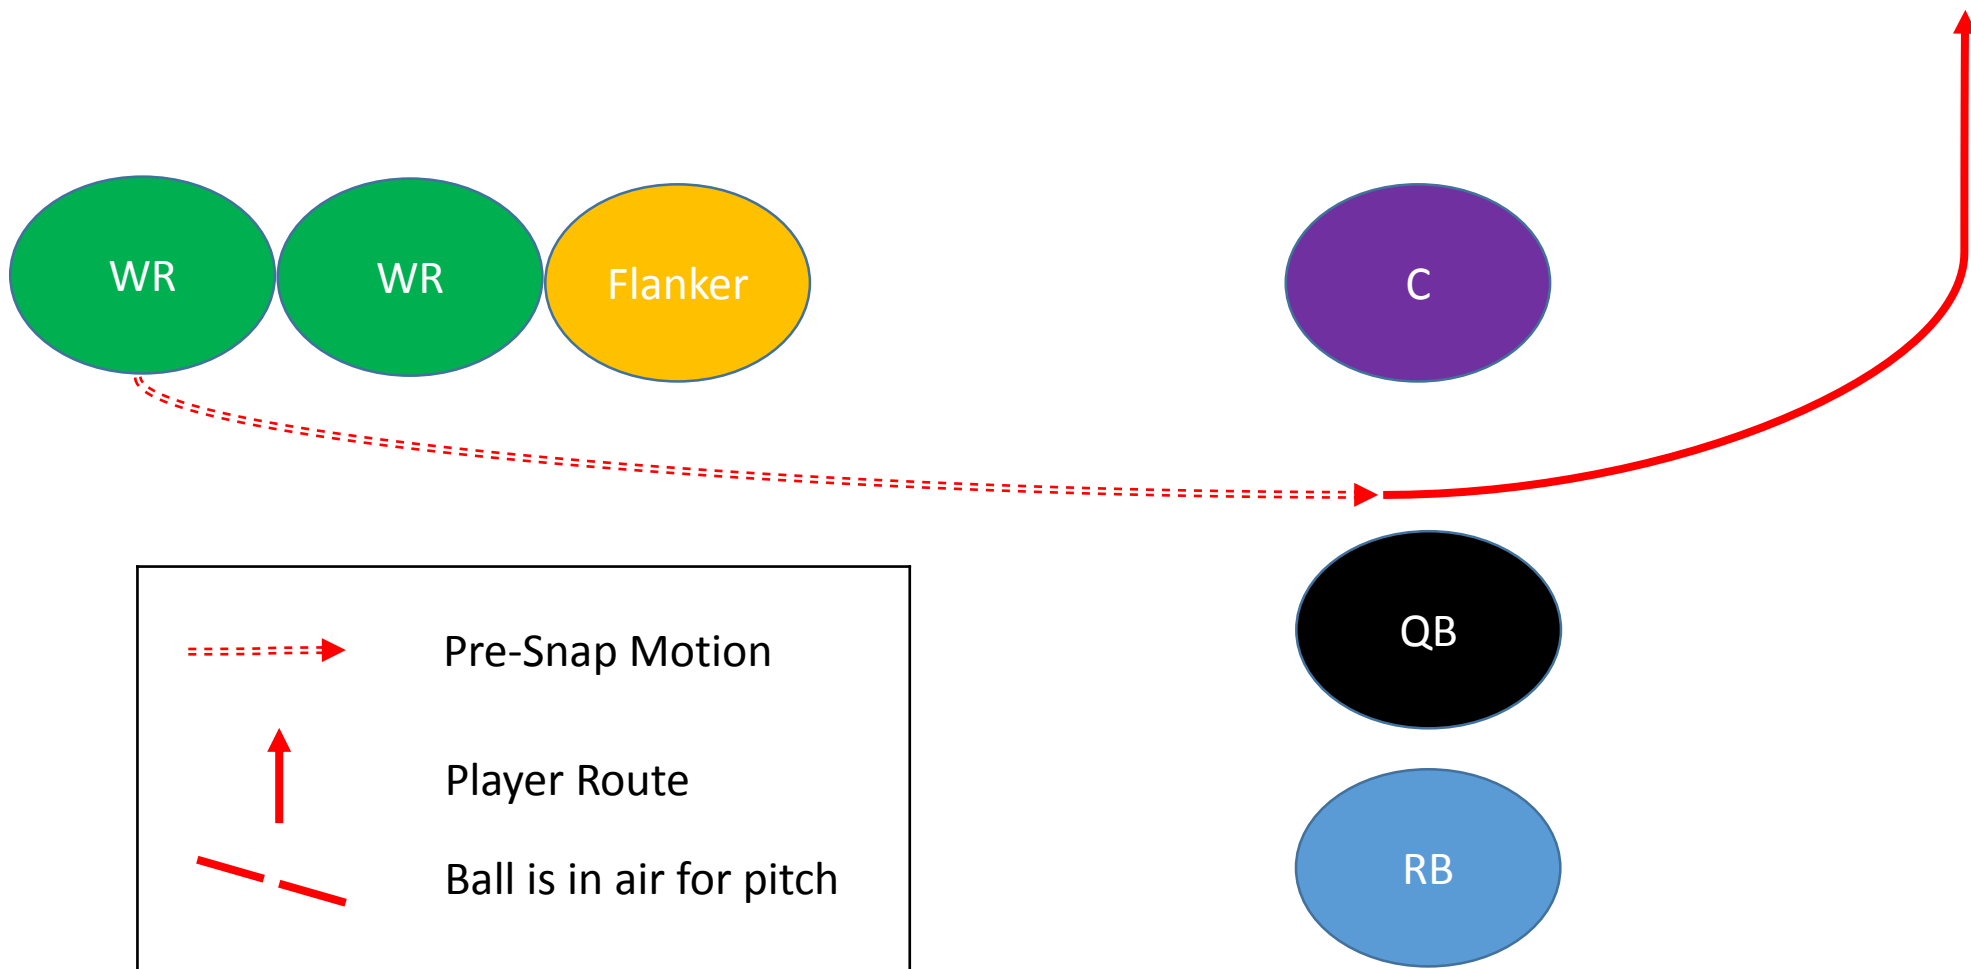 WR
WR
Flanker
C
QB
RB
Pre-Snap Motion
Player Route
Ball is in air for pitch